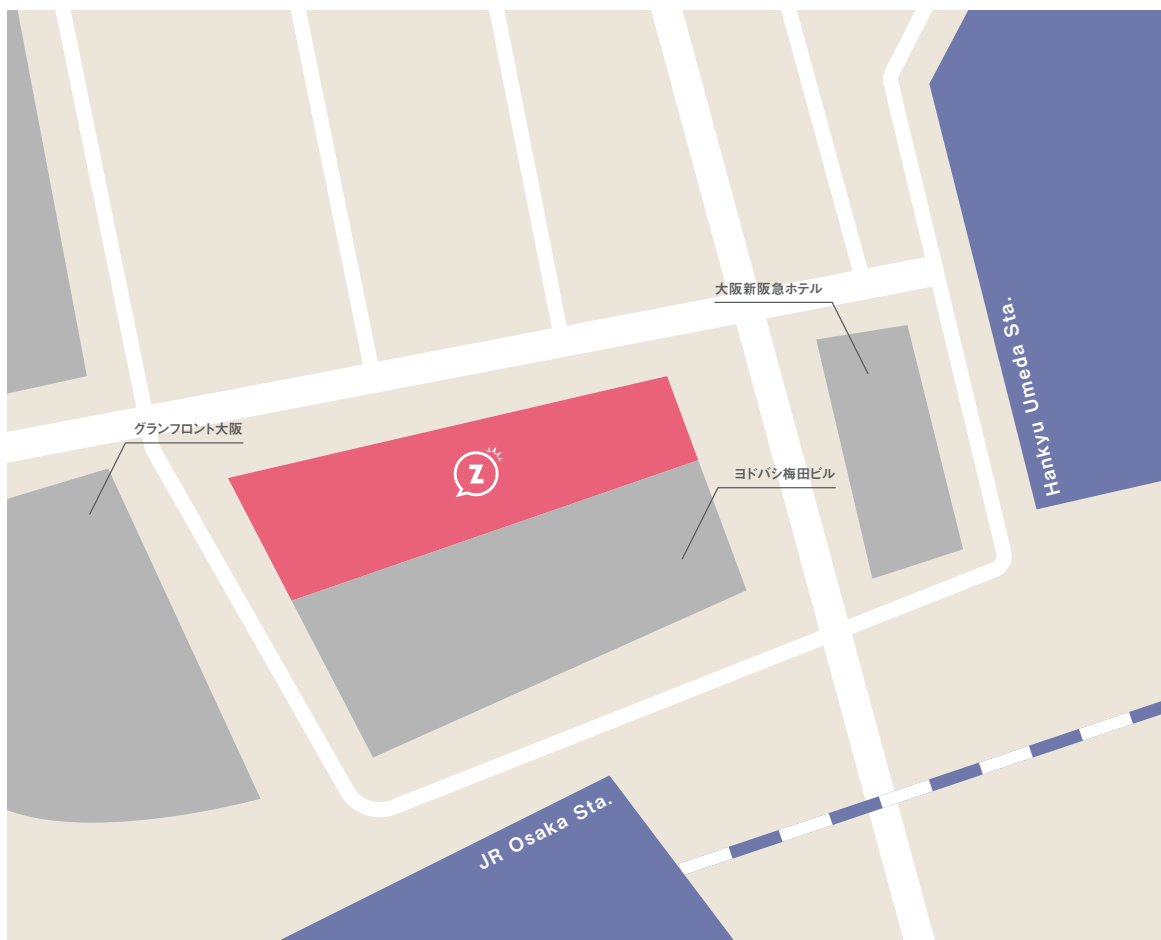 大阪新阪急ホテル
Hankyu Umeda Sta.
グランフロント大阪
Z
ヨドバシ梅田ビル
JR Osaka Sta.